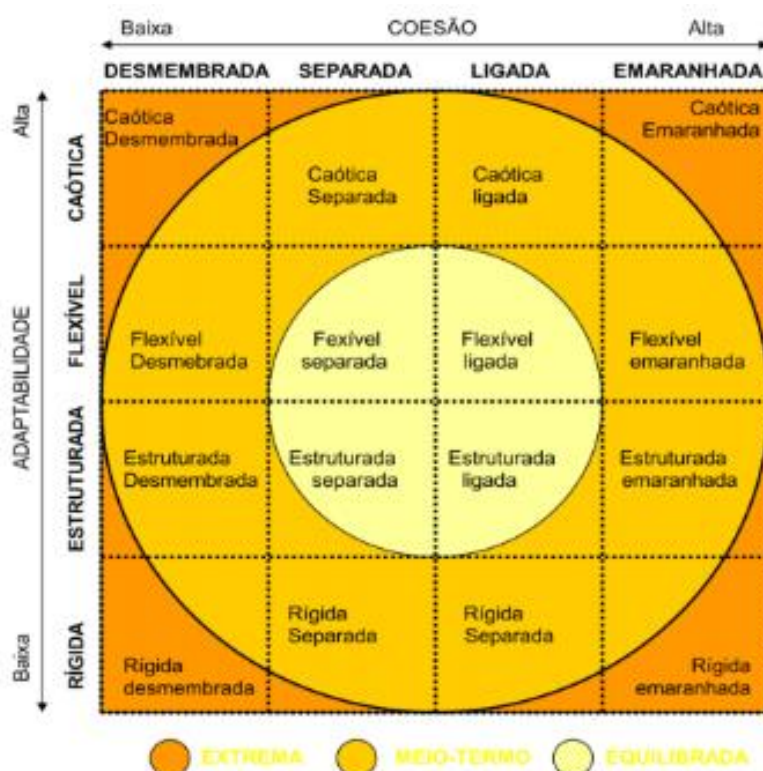 Baixa COESÃO Alta
DESMEMBRADA SEPARADA LIGADA EMARANHADA
Alta
ADAPTABILIDADE
Baixa
CAÓTICA
FLEXÍVEL
ESTRUTURADA
RÍGIDA
Caótica
Desmembrada
Caótica
Separada
Caótica
ligada
Caótica
Emaranhada
Flexível
Desmebrada
Fexível
separada
Flexível
ligada
Flexível
emaranhada
Estruturada
Desmembrada
Estruturada
separada
Estruturada
ligada
Estruturada
emaranhada
Rígida
desmembrada
Rígida
Separada
Rígida
Separada
Rígida
emaranhada
EXTREMA MEIO-TERMO EQUILIBRADA